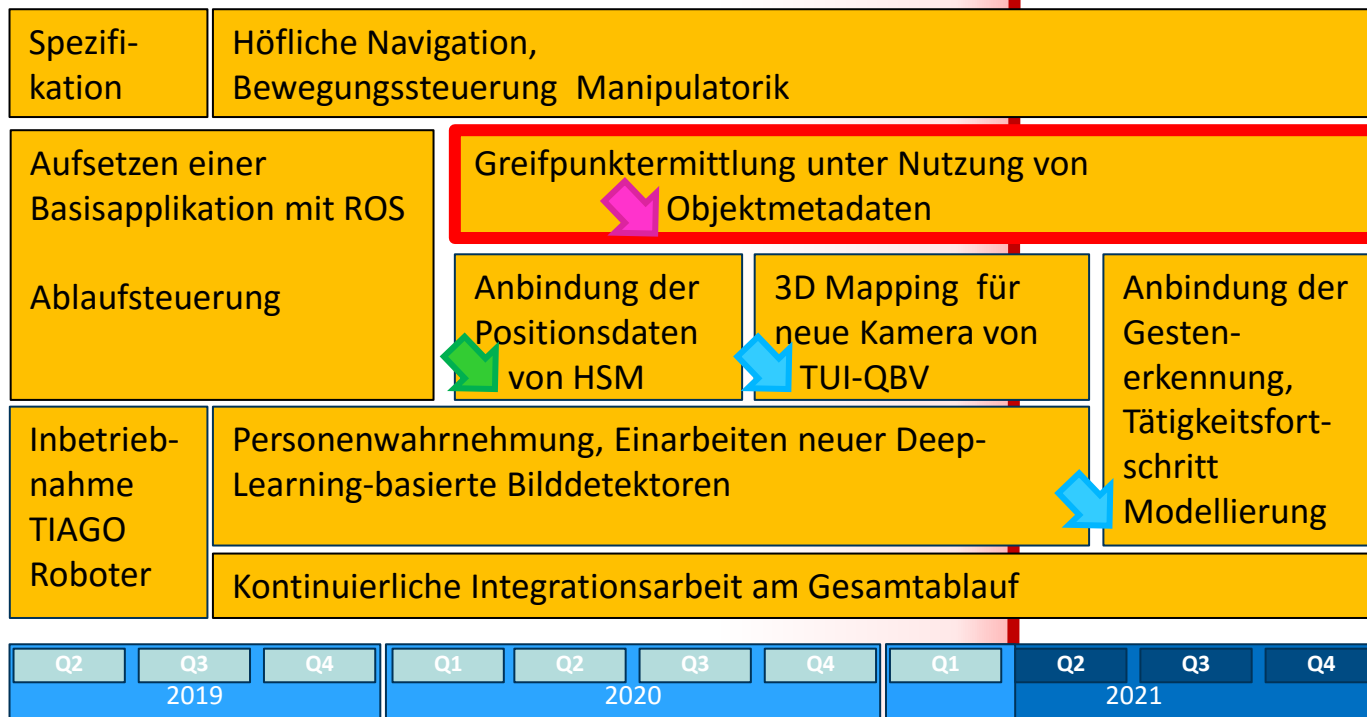 Spezifi-
kation
Höfliche Navigation,
Bewegungssteuerung Manipulatorik
Aufsetzen einer
Basisapplikation mit ROS
Ablaufsteuerung
Greifpunktermittlung unter Nutzung von
Objektmetadaten
Anbindung der
Positionsdaten
von HSM
3D Mapping für
neue Kamera von
TUI-QBV
Anbindung der
Gesten-
erkennung,
Tätigkeitsfort-
schritt
Modellierung
Inbetrieb-
nahme
TIAGO
Roboter
Personenwahrnehmung, Einarbeiten neuer Deep-
Learning-basierte Bilddetektoren
Kontinuierliche Integrationsarbeit am Gesamtablauf
Q2 Q3 Q4 Q1 Q2 Q3 Q4 Q1 Q2 Q3 Q4
2019 2020 2021